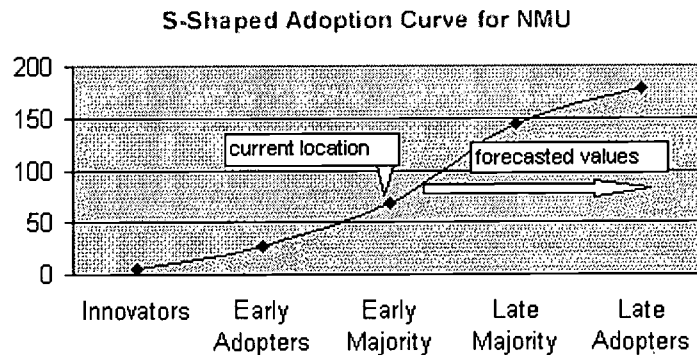 S-Shaped Adoption Curve for NMU
200
150
100
50
0
current location
forecasted values
Innovators
Early
Adopters
Early
Majority
Late
Majority
Late
Adopters